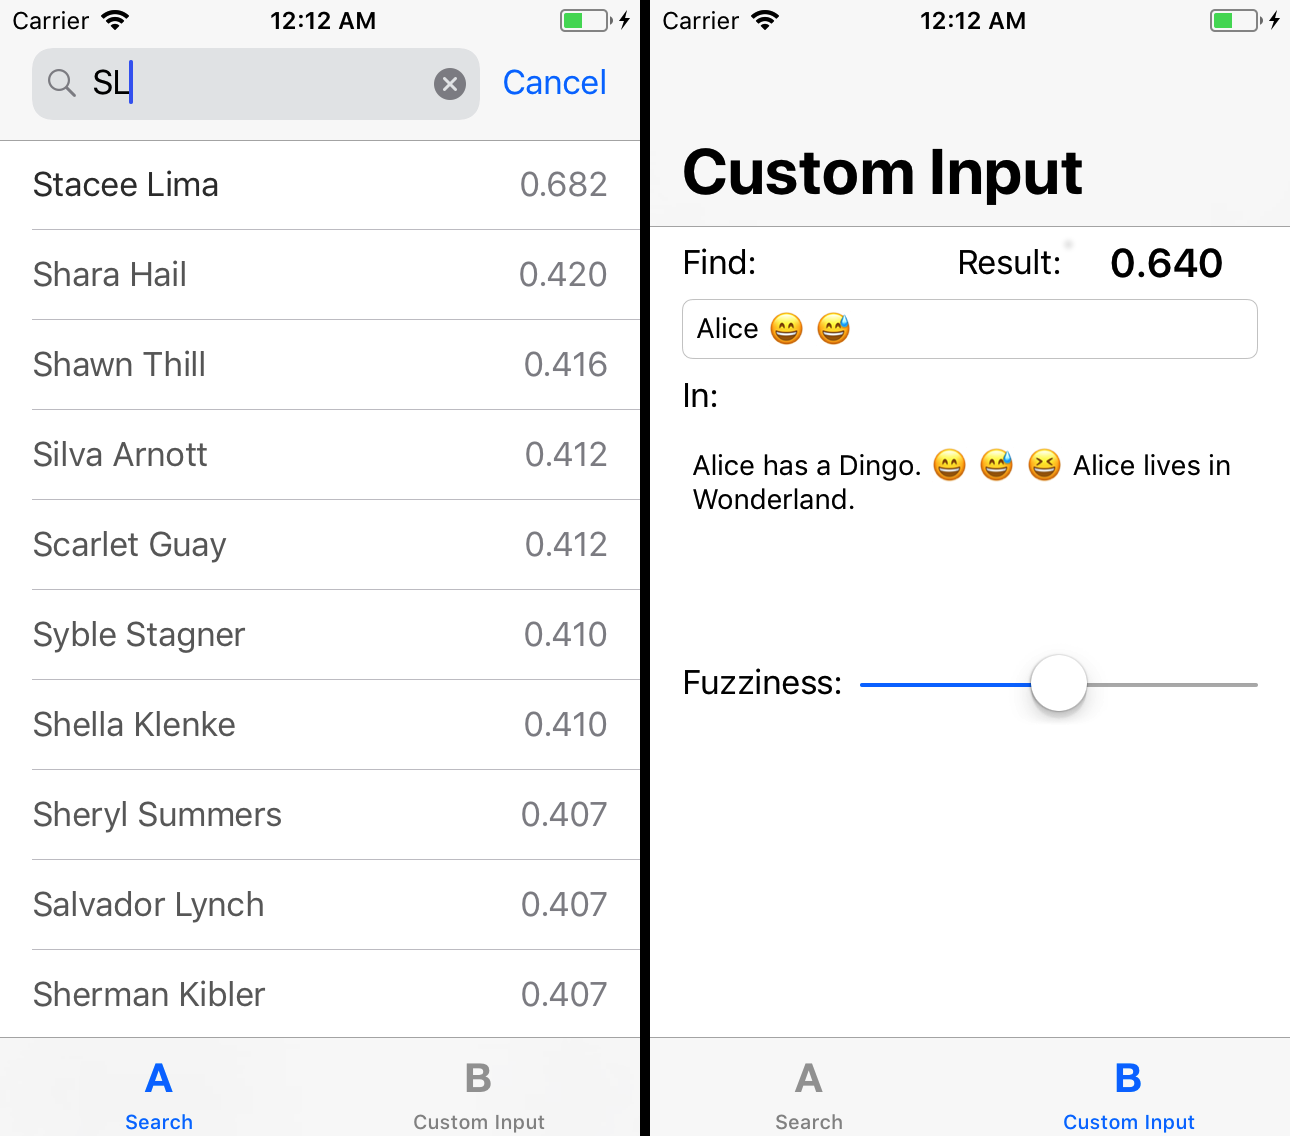 Carrier 12:12 AM
SL Cancel
Stacee Lima 0.682
Shara Hail 0.420
Shawn Thill 0.416
Silva Arnott 0.412
Scarlet Guay 0.412
Syble Stagner 0.410
Shella Klenke 0.410
Sheryl Summers 0.407
Salvador Lynch 0.407
Sherman Kibler 0.407
A B
Search Custom Input
Carrier 12:12 AM
Custom Input
Find: Result: 0.640
Alice 😄 😅
In:
Alice has a Dingo. 😄 😅 😆 Alice lives in
Wonderland.
Fuzziness:
A B
Search Custom Input